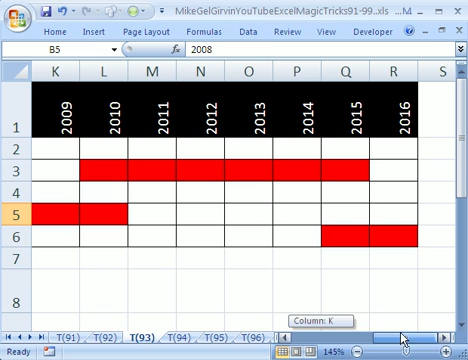 MikeGelGirvinYouTubeExcelMagicTricks91-99..xls...
Home Insert Page Layout Formulas Data Review View Developer
B5 fx 2008
K L M N O P Q R S
1 2009 2010 2011 2012 2013 2014 2015 2016
2
3
4
5
6
7
8
Column: K
T(91) T(92) T(93) T(94) T(95) T(96)
Ready 145%